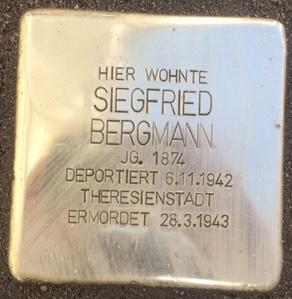 HIER WOHNTE
SIEGFRIED
BERGMANN
JG. 1874
DEPORTIERT 6.11.1942
THERESIENSTADT
ERMORDET 28.3.1943